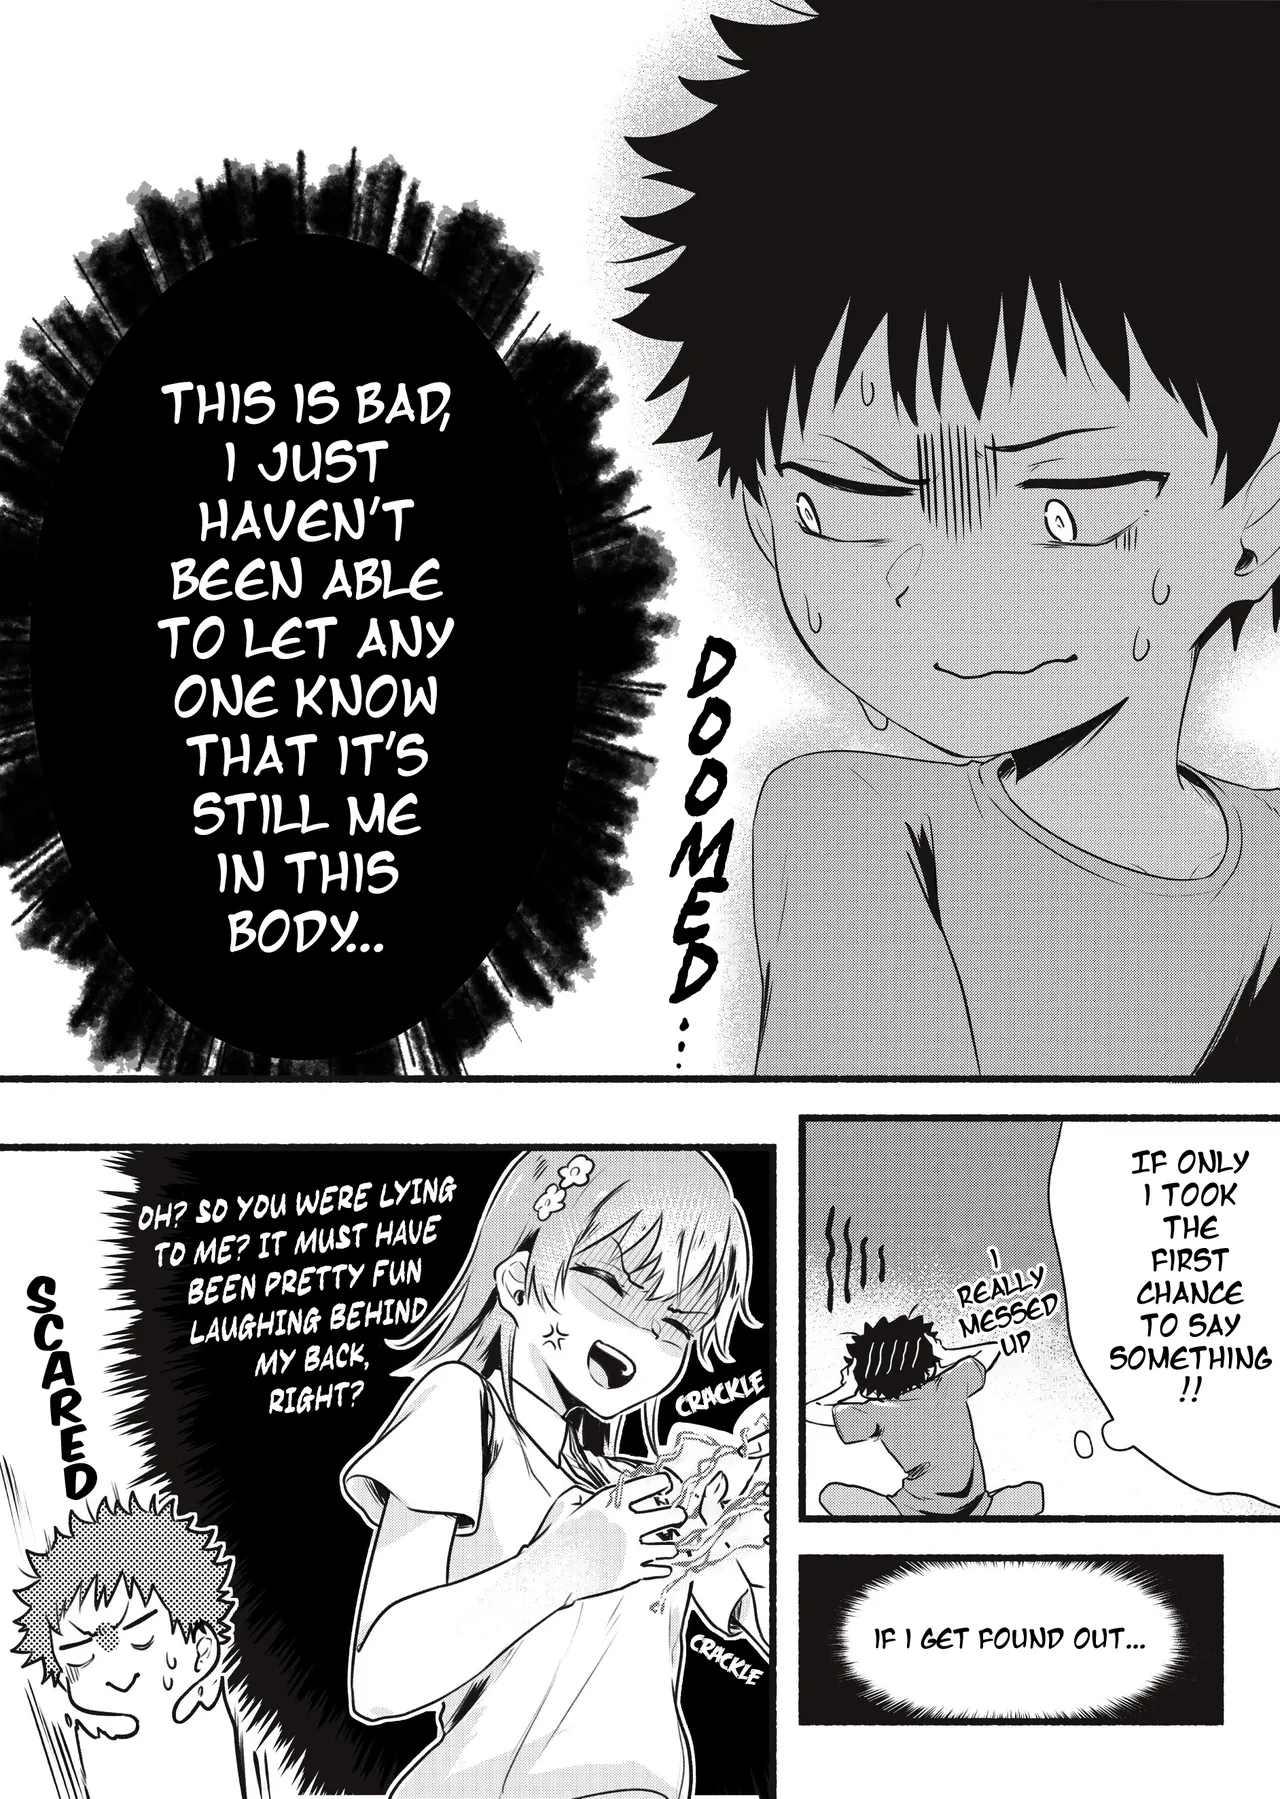 THIS IS BAD,
I JUST
HAVEN'T
BEEN ABLE
TO LET ANY
ONE KNOW
THAT IT'S
STILL ME
IN THIS
BODY...
DOOMED...
IF ONLY
I TOOK
THE
FIRST
CHANCE
TO SAY
SOMETHING
!!
I
REALLY
MESSED
UP
IF I GET FOUND OUT...
OH? SO YOU WERE LYING
TO ME? IT MUST HAVE
BEEN PRETTY FUN
LAUGHING BEHIND
MY BACK,
RIGHT?
CRACKLE
CRACKLE
SCARED